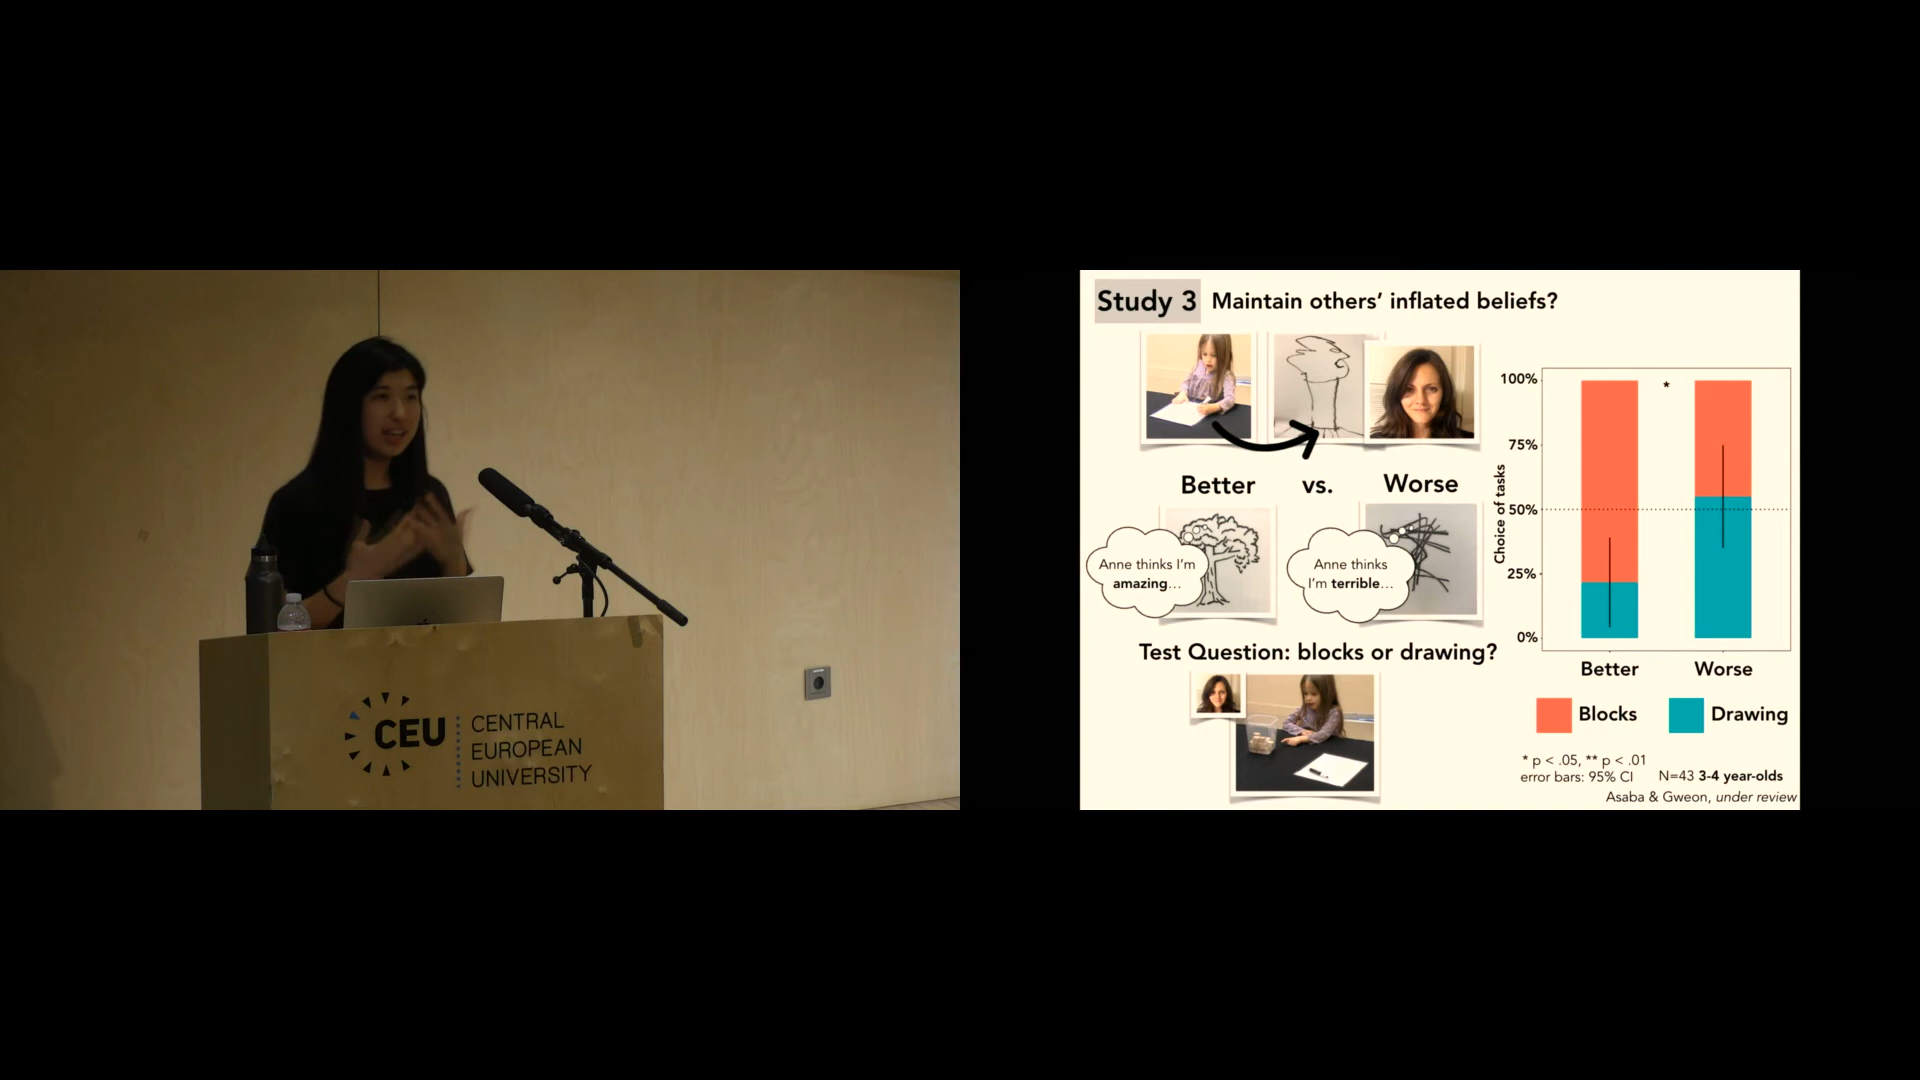 CEU
CENTRAL
EUROPEAN
UNIVERSITY
Study 3 Maintain others' inflated beliefs?
Better vs. Worse
Anne thinks I'm
amazing…
Anne thinks
I'm terrible…
Test Question: blocks or drawing?
Choice of tasks
100%
75%
50%
25%
0%
*
Better Worse
Blocks Drawing
* p < .05, ** p < .01
error bars: 95% CI N=43 3-4 year-olds
Asaba & Gweon, under review